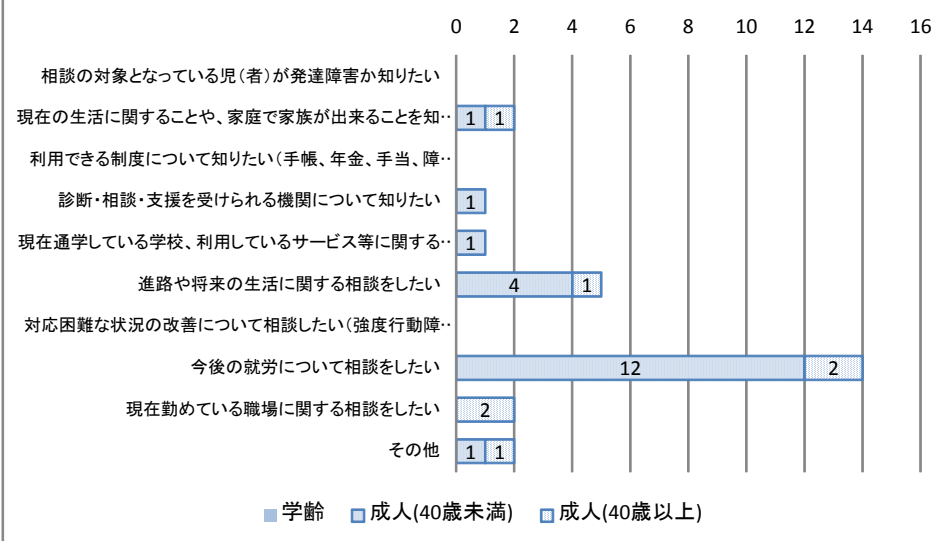 0 2 4 6 8 10 12 14 16
相談の対象となっている児(者)が発達障害か知りたい
現在の生活に関することや、家庭で家族が出来ることを知‥ 1 1
利用できる制度について知りたい(手帳、年金、手当、障‥
診断・相談・支援を受けられる機関について知りたい 1
現在通学している学校、利用しているサービス等に関する‥ 1
進路や将来の生活に関する相談をしたい 4 1
対応困難な状況の改善について相談したい(強度行動障‥
今後の就労について相談をしたい 12 2
現在勤めている職場に関する相談をしたい 2
その他 1 1
学齢 成人(40歳未満) 成人(40歳以上)